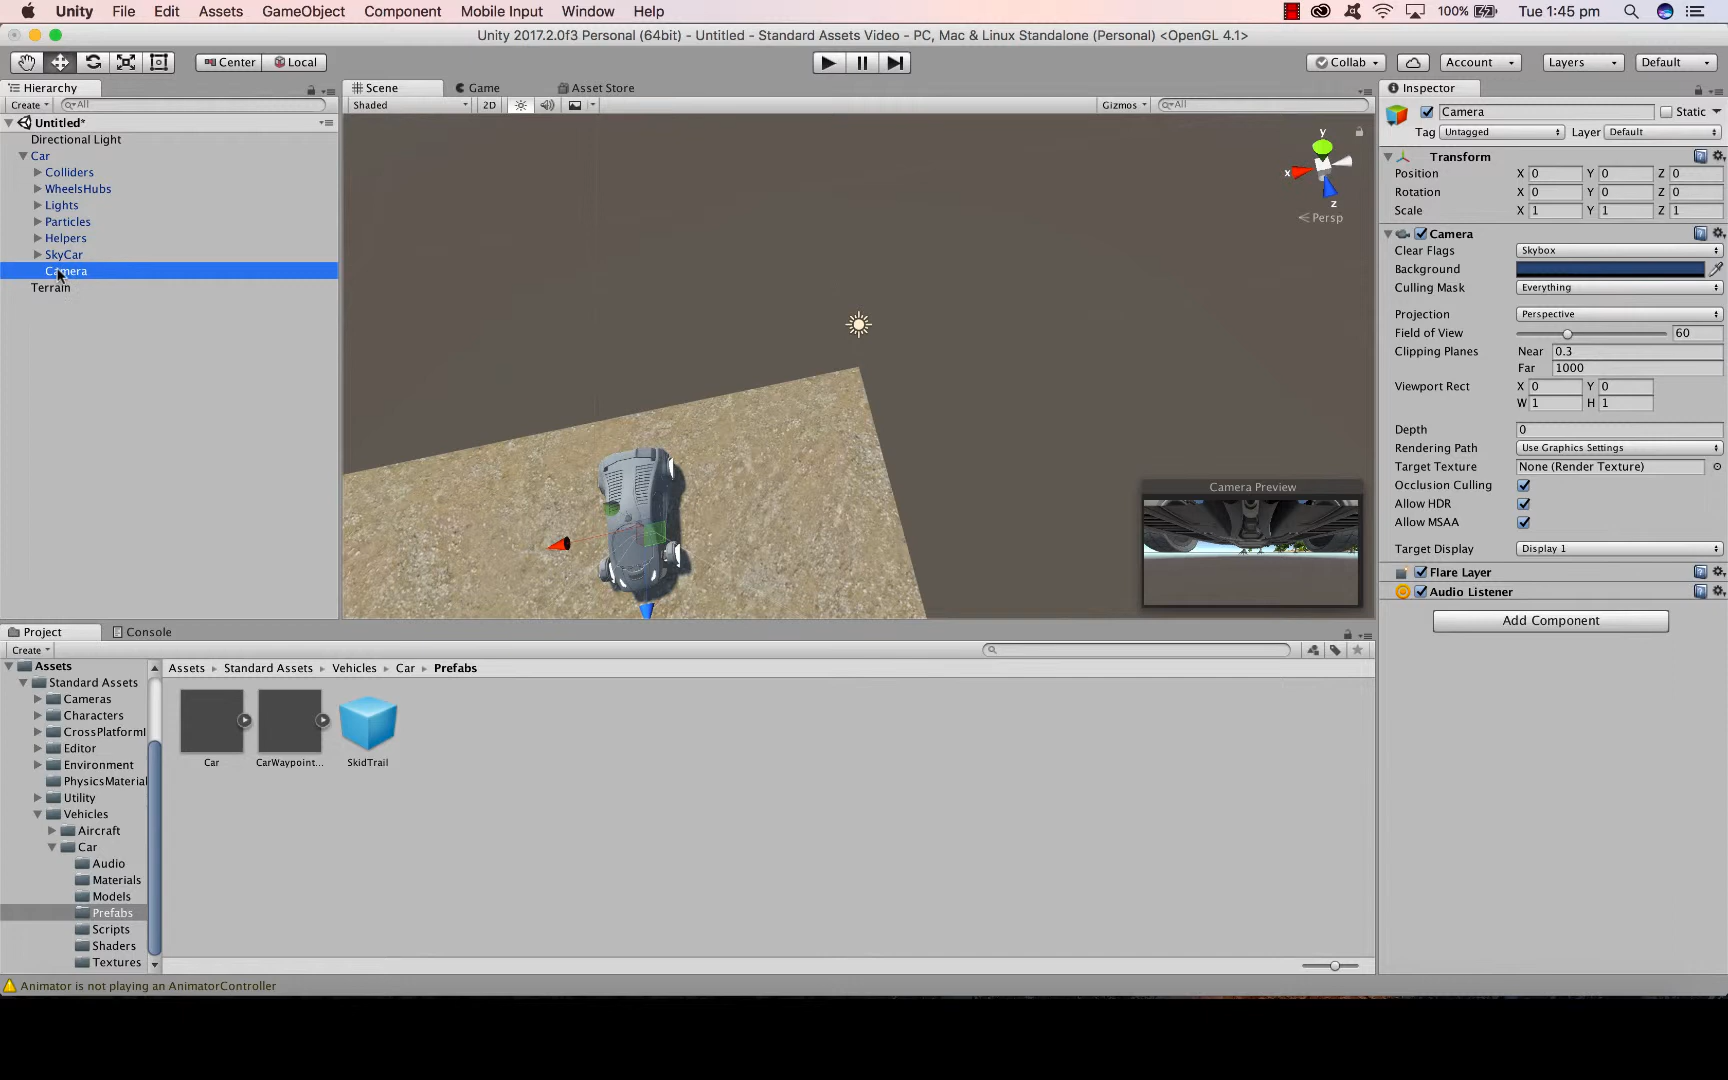 Unity File Edit Assets GameObject Component Mobile Input Window Help 100% Tue 1:45 pm
Unity 2017.2.0f3 Personal (64bit) - Untitled - Standard Assets Video - PC, Mac & Linux Standalone (Personal) <OpenGL 4.1>
Center Local Collab Account Layers Default
Hierarchy
Create All
Untitled*
Directional Light
Car
Colliders
WheelsHubs
Lights
Particles
Helpers
SkyCar
Camera
Terrain
Scene Game Asset Store
Shaded 2D Gizmos All
y
x
z
Persp
Camera Preview
Inspector
Camera Static
Tag Untagged Layer Default
Transform
Position X 0 Y 0 Z 0
Rotation X 0 Y 0 Z 0
Scale X 1 Y 1 Z 1
Camera
Clear Flags Skybox
Background
Culling Mask Everything
Projection Perspective
Field of View 60
Clipping Planes Near 0.3
Far 1000
Viewport Rect X 0 Y 0
W 1 H 1
Depth 0
Rendering Path Use Graphics Settings
Target Texture None (Render Texture)
Occlusion Culling
Allow HDR
Allow MSAA
Target Display Display 1
Flare Layer
Audio Listener
Add Component
Project Console
Create
Assets
Standard Assets
Cameras
Characters
CrossPlatformI
Editor
Environment
PhysicsMaterial
Utility
Vehicles
Aircraft
Car
Audio
Materials
Models
Prefabs
Scripts
Shaders
Textures
Assets Standard Assets Vehicles Car Prefabs
Car CarWaypoint... SkidTrail
Animator is not playing an AnimatorController